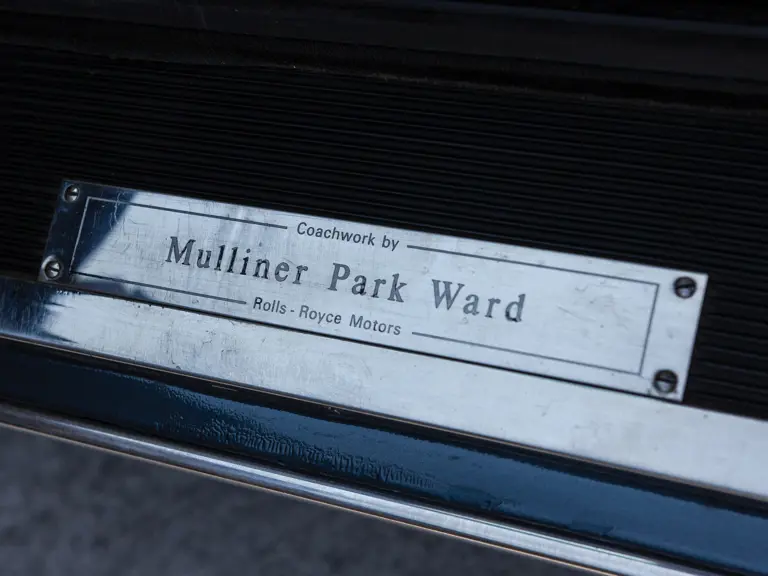 Coachwork by
Mulliner Park Ward
Rolls-Royce Motors